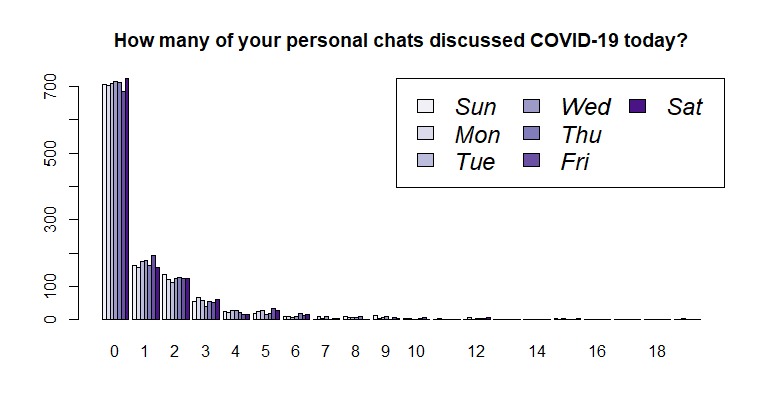 How many of your personal chats discussed COVID-19 today?
700
500
300
100
0
Sun Wed Sat
Mon Thu
Tue Fri
0 1 2 3 4 5 6 7 8 9 10 12 14 16 18